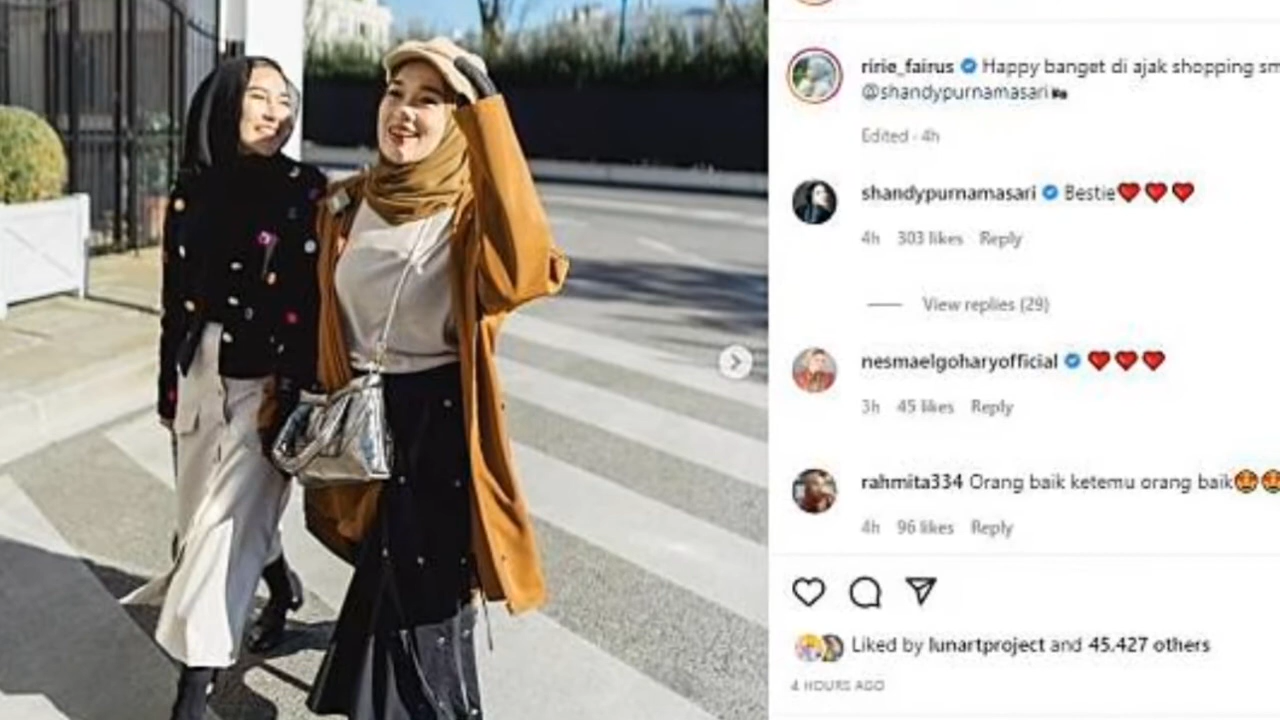 ririe_fairus Happy banget di ajak shopping sm
@shandypurnamasari
Edited · 4h
shandypurnamasari Bestie❤️❤️❤️
4h 303 likes Reply
View replies (29)
nesmaelgoharyofficial ❤️❤️❤️
3h 45 likes Reply
rahmita334 Orang baik ketemu orang baik
4h 96 likes Reply
Liked by lunartproject and 45.427 others
4 HOURS AGO